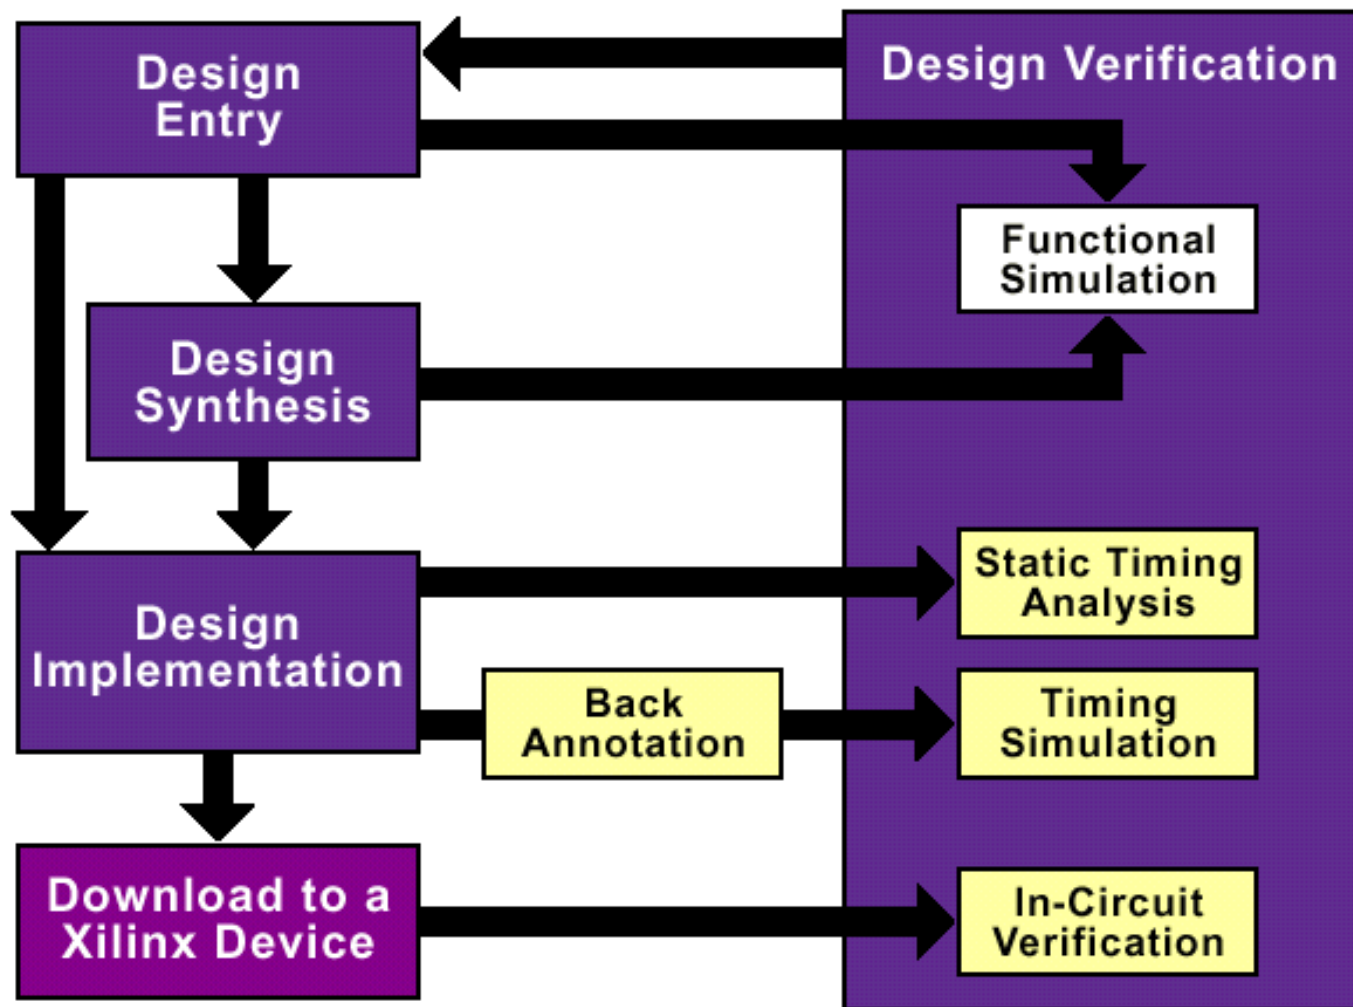 Design
Entry
Design Verification
Functional
Simulation
Design
Synthesis
Static Timing
Analysis
Design
Implementation
Back
Annotation
Timing
Simulation
Download to a
Xilinx Device
In-Circuit
Verification